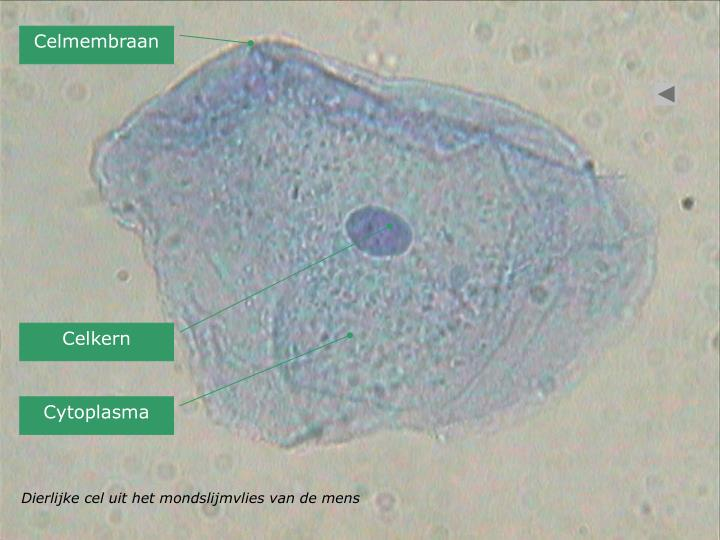 Celmembraan
Celkern
Cytoplasma
Dierlijke cel uit het mondslijmvlies van de mens